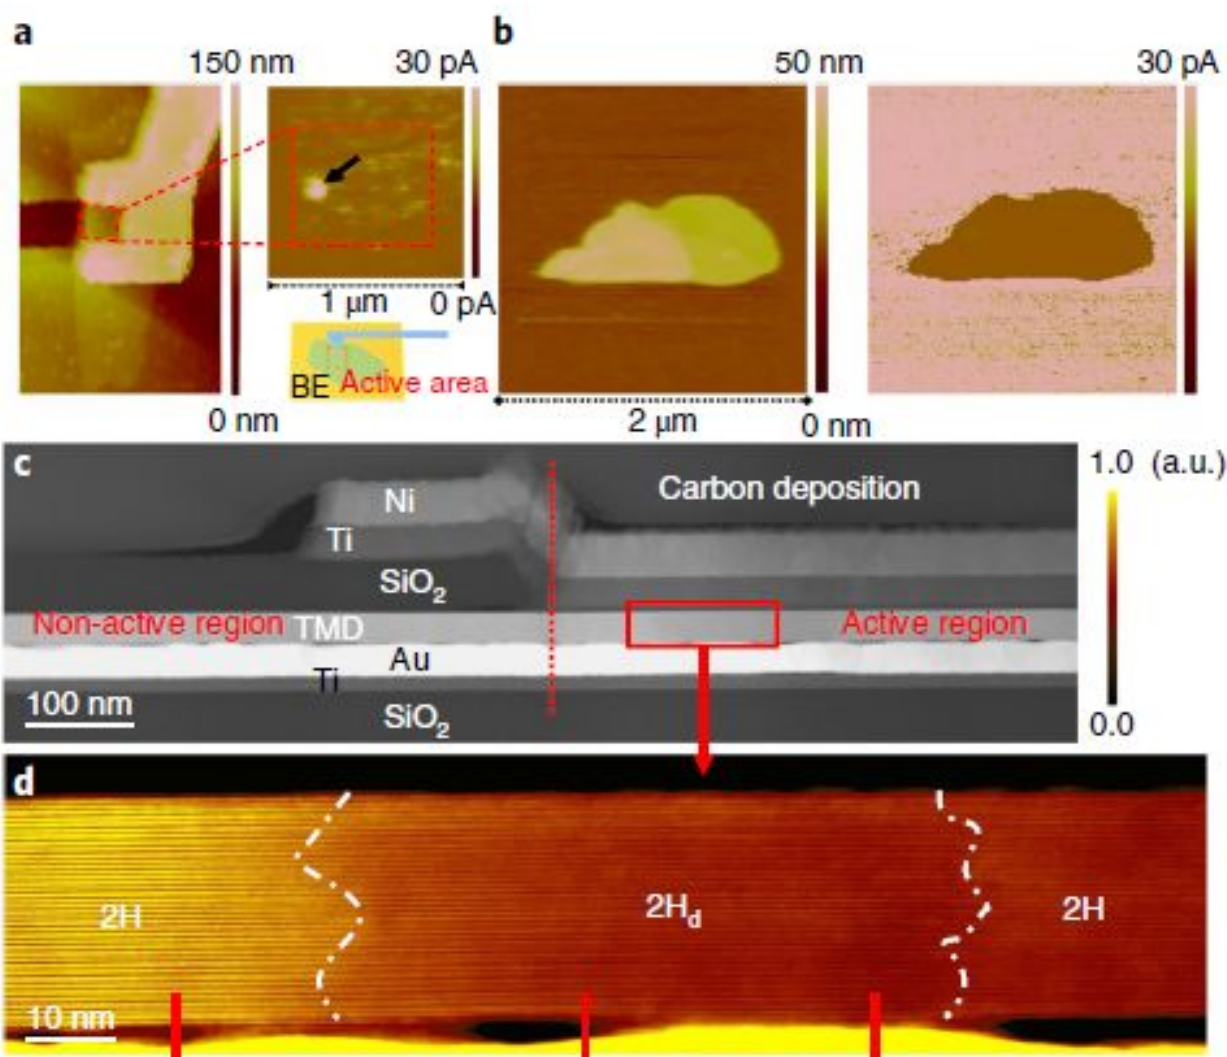 a
b
150 nm
30 pA
50 nm
30 pA
1 µm
0 pA
BE
Active area
0 nm
2 µm
0 nm
c
Ni
Carbon deposition
1.0 (a.u.)
Ti
SiO₂
Non-active region
TMD
Active region
Au
Ti
100 nm
SiO₂
0.0
d
2H
2H_d
2H
10 nm